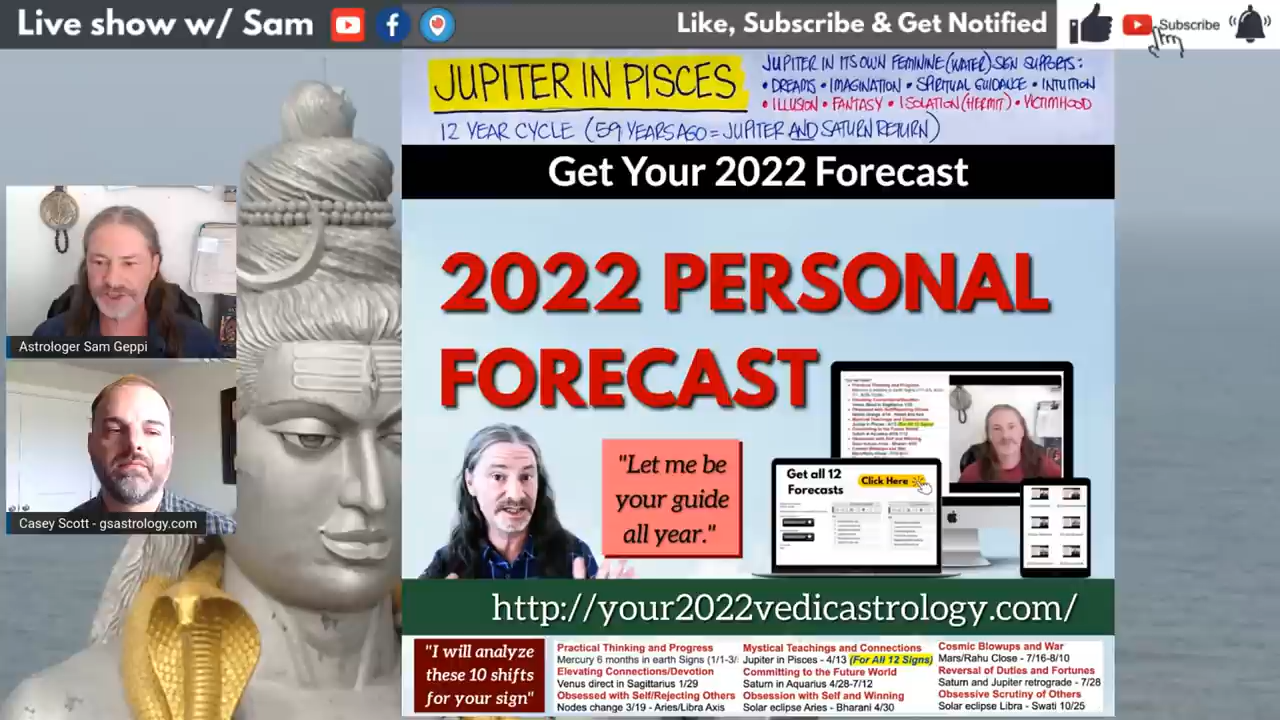 Live show w/ Sam
Like, Subscribe & Get Notified
Subscribe
JUPITER IN PISCES
12 YEAR CYCLE (59 YEARS AGO = JUPITER AND SATURN RETURN)
JUPITER IN ITS OWN FEMININE (WATER) SIGN SUPPORTS:
• DREAMS • IMAGINATION • SPIRITUAL GUIDANCE • INTUITION
• ILLUSION • FANTASY • ISOLATION (HERMIT) • VICTIMHOOD
Get Your 2022 Forecast
2022 PERSONAL
FORECAST
Astrologer Sam Geppi
Casey Scott - gsastrology.com
"Let me be
your guide
all year."
Get all 12
Forecasts
Click Here
http://your2022vedicastrology.com/
"I will analyze
these 10 shifts
for your sign"
Practical Thinking and Progress
Mercury 6 months in earth Signs (1/1-3/
Elevating Connections/Devotion
Venus direct in Sagittarius 1/29
Obsessed with Self/Rejecting Others
Nodes change 3/19 - Aries/Libra Axis
Mystical Teachings and Connections
Jupiter in Pisces - 4/13 (For All 12 Signs)
Committing to the Future World
Saturn in Aquarius 4/28-7/12
Obsession with Self and Winning
Solar eclipse Aries - Bharani 4/30
Cosmic Blowups and War
Mars/Rahu Close - 7/16-8/10
Reversal of Duties and Fortunes
Saturn and Jupiter retrograde - 7/28
Obsessive Scrutiny of Others
Solar eclipse Libra - Swati 10/25